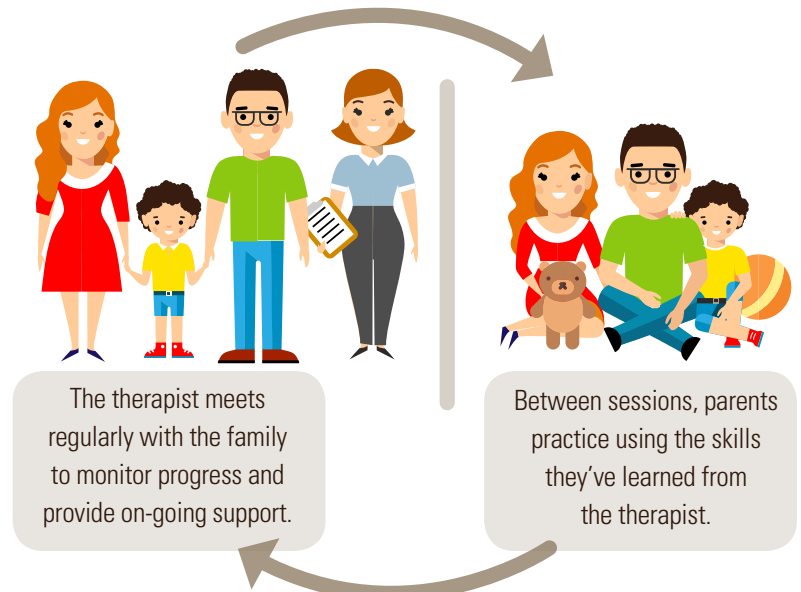 The therapist meets
regularly with the family
to monitor progress and
provide on-going support.
Between sessions, parents
practice using the skills
they’ve learned from
the therapist.